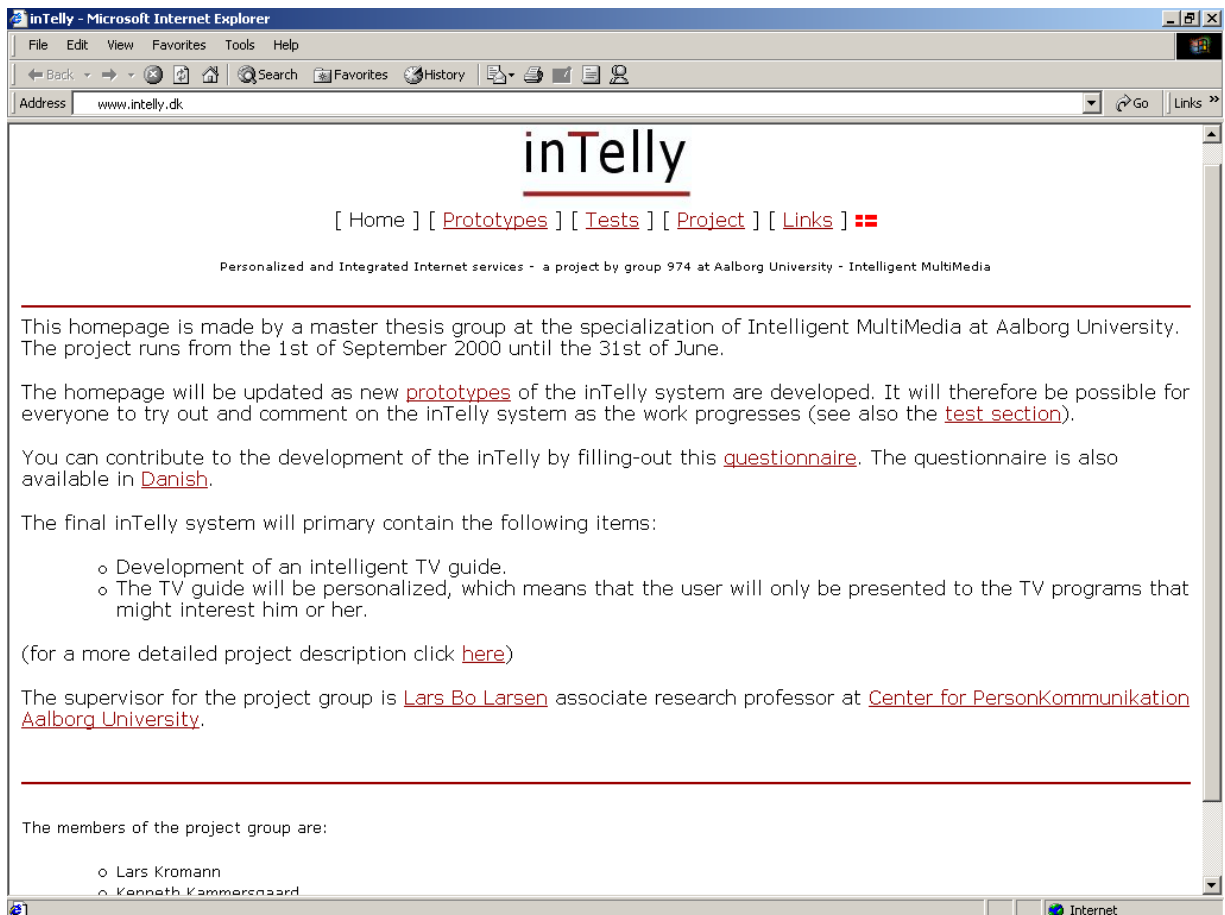 inTelly - Microsoft Internet Explorer
File Edit View Favorites Tools Help
Back Search Favorites History
Address www.intelly.dk Go Links »
inTelly
[ Home ] [ Prototypes ] [ Tests ] [ Project ] [ Links ]
Personalized and Integrated Internet services - a project by group 974 at Aalborg University - Intelligent MultiMedia
This homepage is made by a master thesis group at the specialization of Intelligent MultiMedia at Aalborg University.
The project runs from the 1st of September 2000 until the 31st of June.
The homepage will be updated as new prototypes of the inTelly system are developed. It will therefore be possible for
everyone to try out and comment on the inTelly system as the work progresses (see also the test section).
You can contribute to the development of the inTelly by filling-out this questionnaire. The questionnaire is also
available in Danish.
The final inTelly system will primary contain the following items:
Development of an intelligent TV guide.
The TV guide will be personalized, which means that the user will only be presented to the TV programs that
might interest him or her.
(for a more detailed project description click here)
The supervisor for the project group is Lars Bo Larsen associate research professor at Center for PersonKommunikation
Aalborg University.
The members of the project group are:
Lars Kromann
Kenneth Kammersgaard
Internet